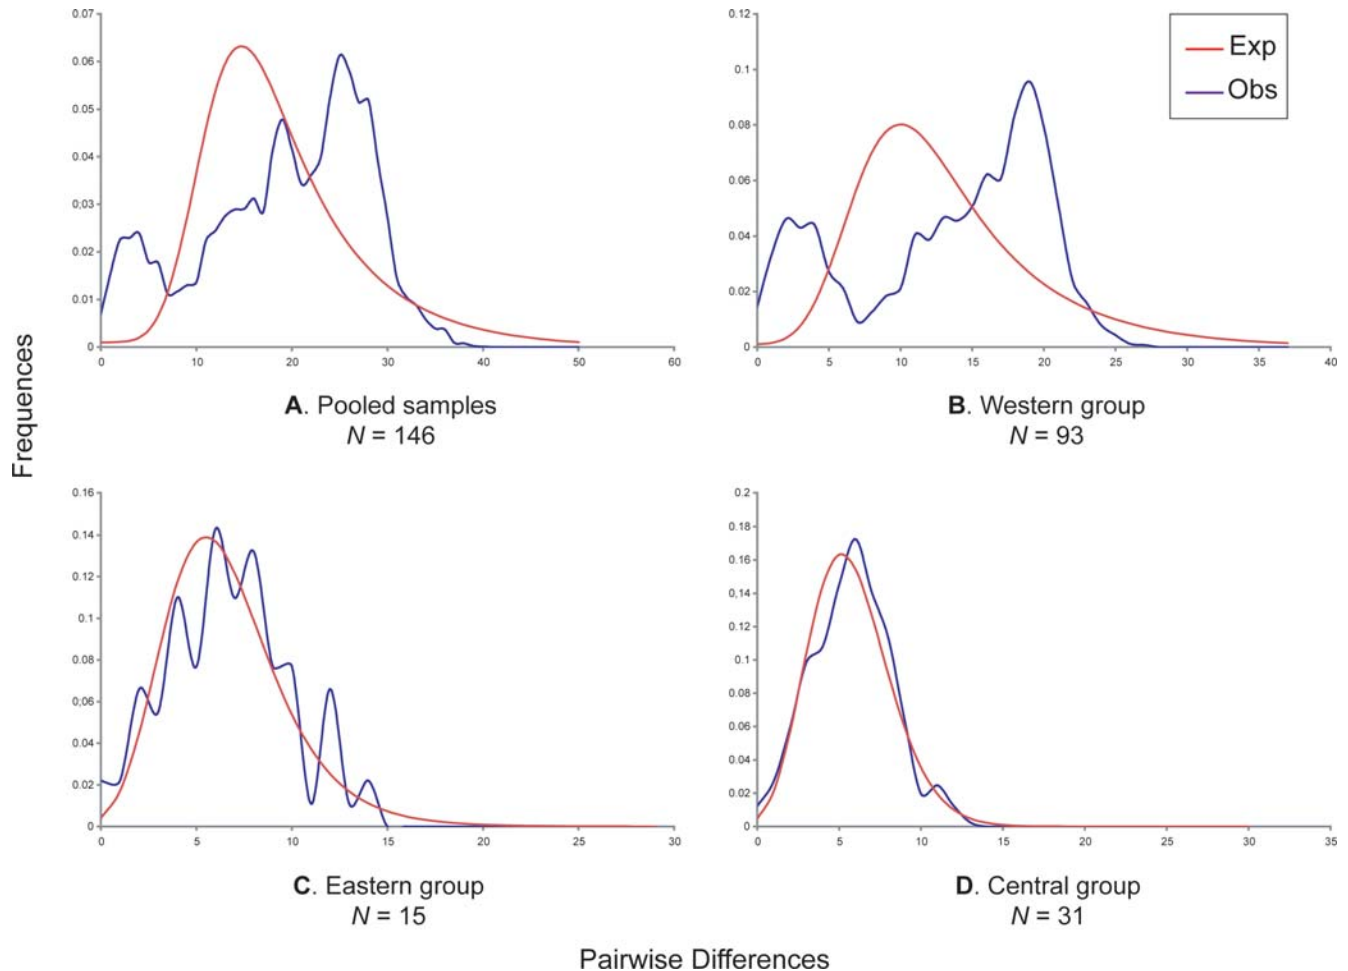 0.07
0.06
0.05
0.04
0;03
0.02
0.01
0
0 10 20 30 40 50 60
A. Pooled samples
N = 146
0.12
0.1
0.08
0.06
0.04
0.02
0
0 5 10 15 20 25 30 35 40
B. Western group
N = 93
Exp
Obs
Frequences
0.16
0.14
0.12
0.1
0.08
0;06
0.04
0.02
0
0 5 10 15 20 25 30
C. Eastern group
N = 15
0.2
0.18
0.16
0.14
0.12
0.1
0.08
0.06
0.04
0.02
0
0 5 10 15 20 25 30 35
D. Central group
N = 31
Pairwise Differences